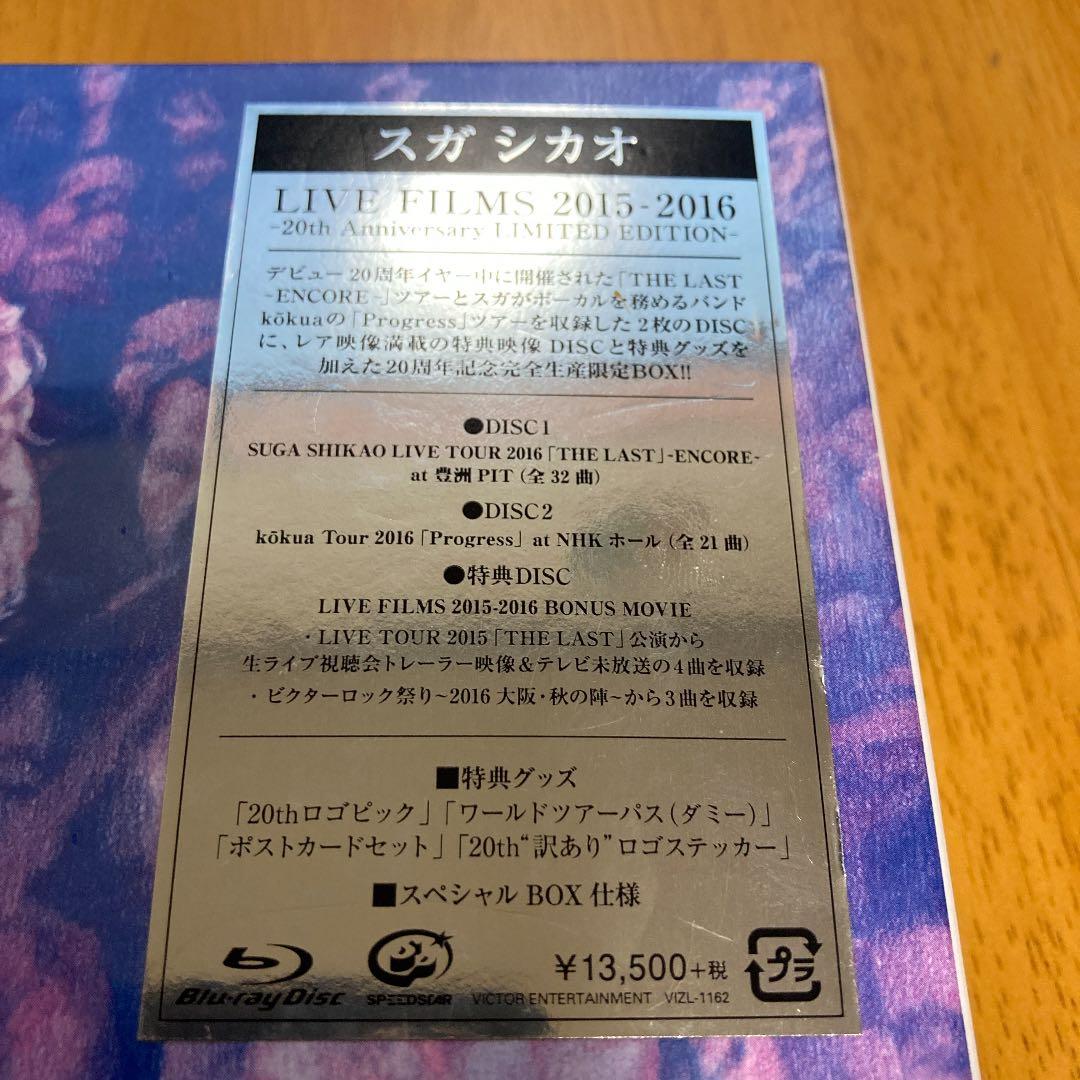 スガ シカオ
LIVE FILMS 2015-2016
-20th Anniversary LIMITED EDITION-
デビュー20周年イヤー中に開催された「THE LAST
-ENCORE-」ツアーとスガがボーカルを務めるバンド
kōkuaの「Progress」ツアーを収録した2枚のDISC
に、レア映像満載の特典映像DISCと特典グッズを
加えた20周年記念完全生産限定BOX!!
●DISC1
SUGA SHIKAO LIVE TOUR 2016「THE LAST」-ENCORE-
at 豊洲 PIT (全 32 曲)
●DISC2
kōkua Tour 2016「Progress」at NHK ホール(全 21 曲)
●特典DISC
LIVE FILMS 2015-2016 BONUS MOVIE
・LIVE TOUR 2015「THE LAST」公演から
生ライブ視聴会トレーラー映像&テレビ未放送の4曲を収録
・ビクターロック祭り~2016 大阪・秋の陣~から3曲を収録
■特典グッズ
「20thロゴピック」「ワールドツアーパス(ダミー)」
「ポストカードセット」「20th“訳あり”ロゴステッカー」
■スペシャル BOX 仕様
Blu-ray Disc SPEEDSTAR VICTOR ENTERTAINMENT ¥13,500+税 VIZL-1162 プラ